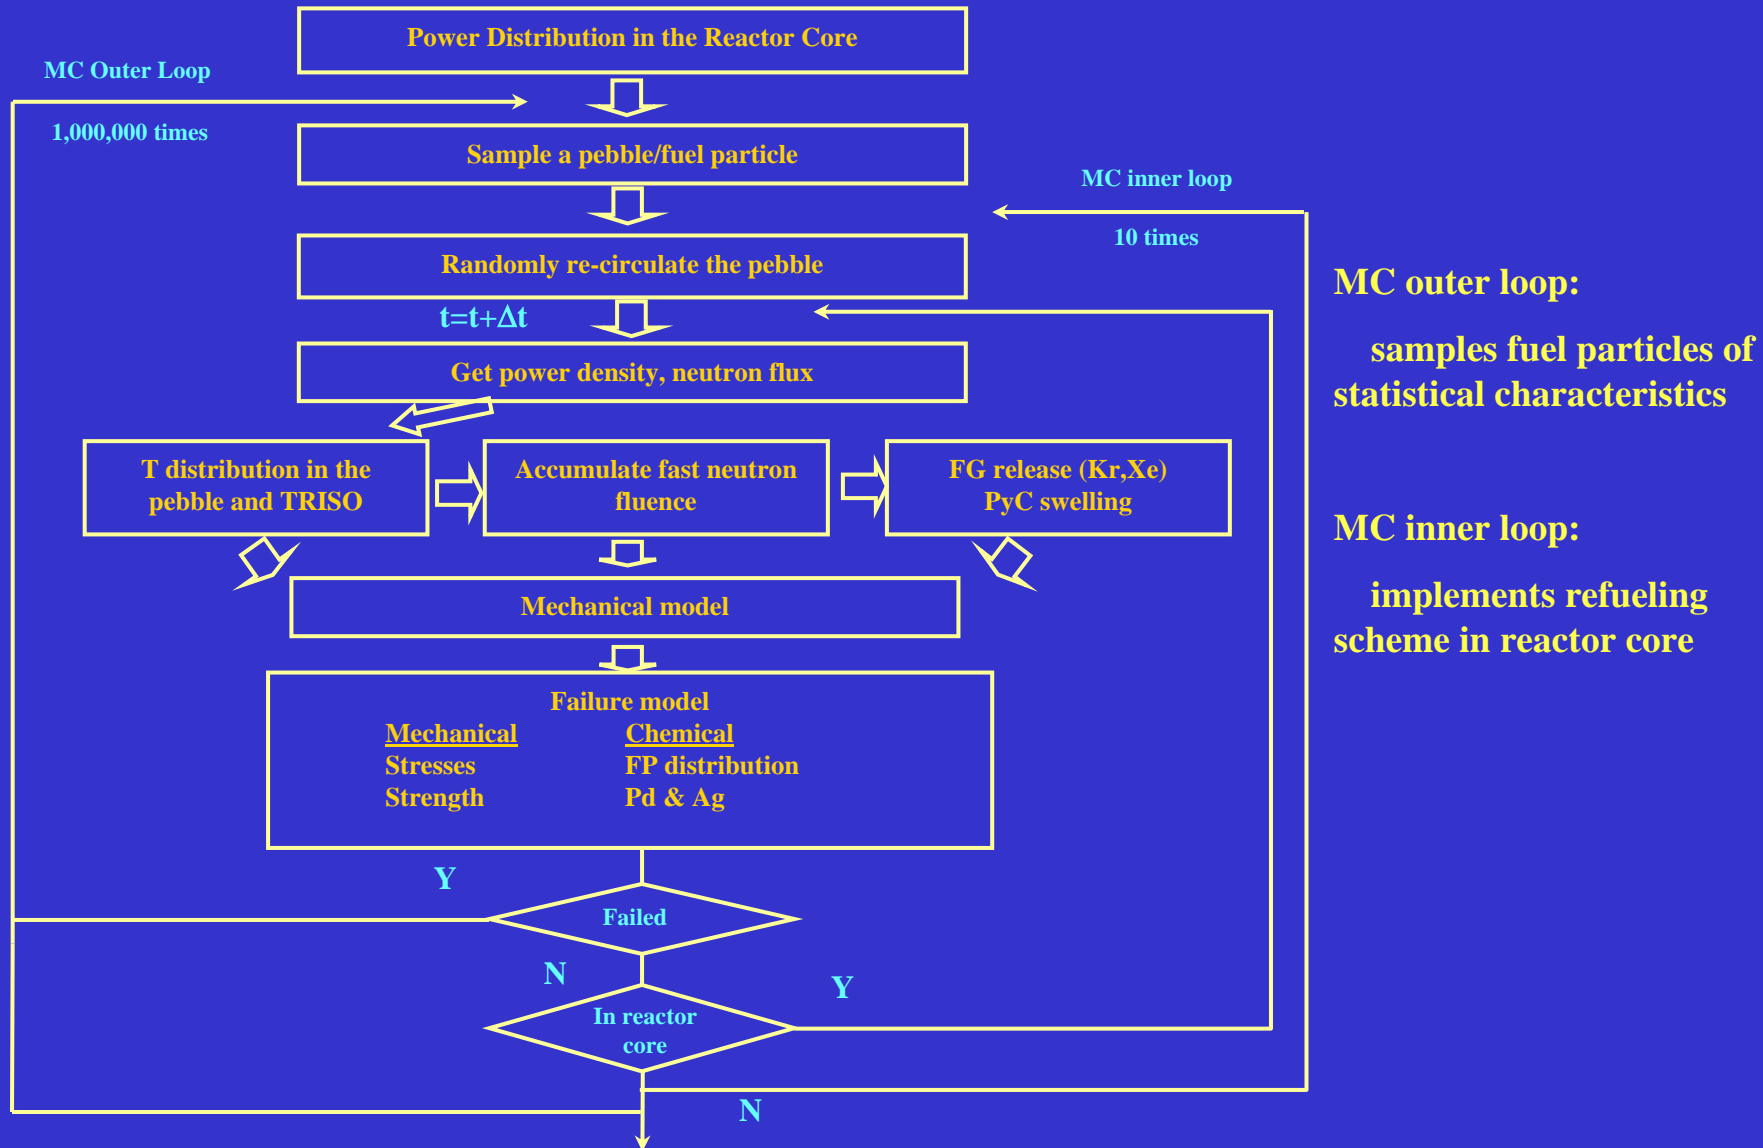 Power Distribution in the Reactor Core
MC Outer Loop
1,000,000 times
Sample a pebble/fuel particle
MC inner loop
10 times
Randomly re-circulate the pebble
t=t+Δt
Get power density, neutron flux
T distribution in the
pebble and TRISO
Accumulate fast neutron
fluence
FG release (Kr,Xe)
PyC swelling
Mechanical model
Failure model
Mechanical Chemical
Stresses FP distribution
Strength Pd & Ag
Y
Failed
N
Y
In reactor
core
N
MC outer loop:
samples fuel particles of
statistical characteristics
MC inner loop:
implements refueling
scheme in reactor core